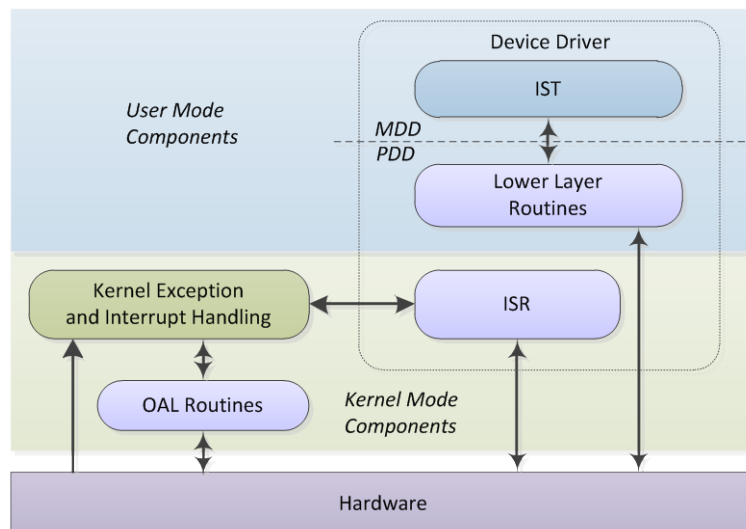 Device Driver
IST
User Mode
Components
MDD
PDD
Lower Layer
Routines
Kernel Exception
and Interrupt Handling
ISR
OAL Routines
Kernel Mode
Components
Hardware